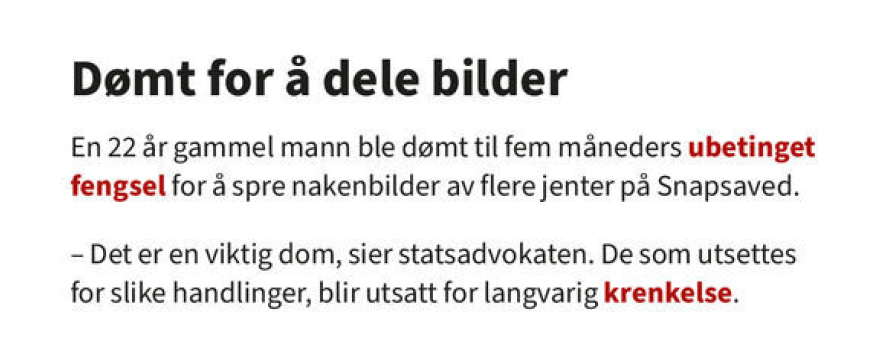 Dømt for å dele bilder
En 22 år gammel mann ble dømt til fem måneders ubetinget
fengsel for å spre nakenbilder av flere jenter på Snapsaved.
– Det er en viktig dom, sier statsadvokaten. De som utsettes
for slike handlinger, blir utsatt for langvarig krenkelse.